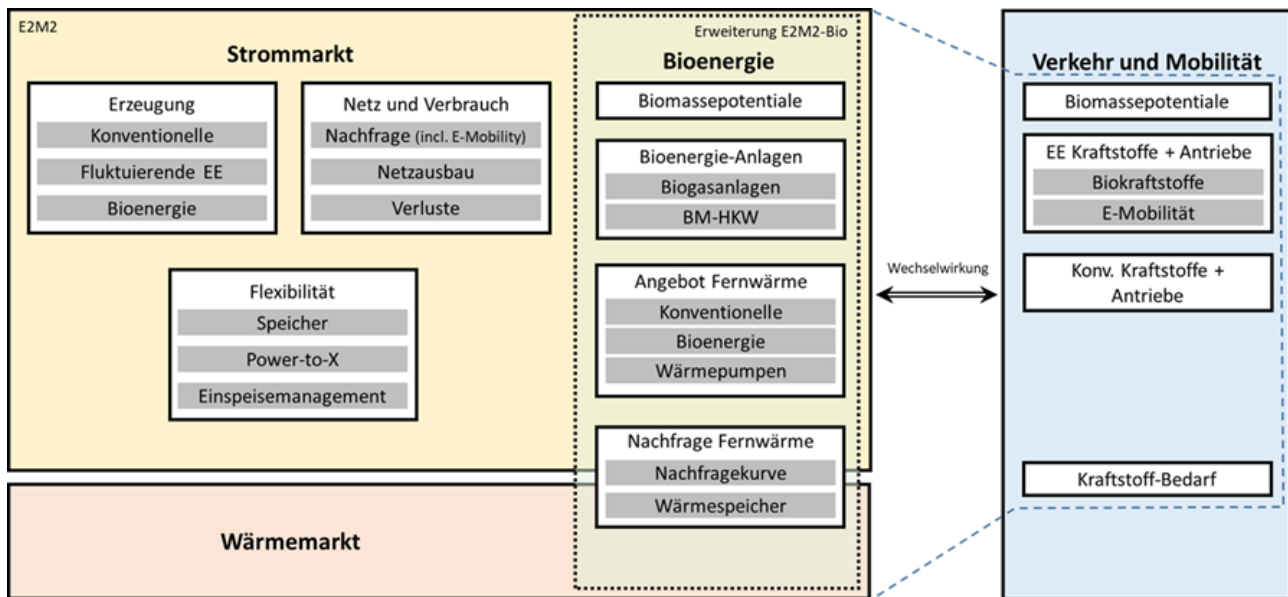 E2M2
Strommarkt
Erzeugung
Konventionelle
Fluktuierende EE
Bioenergie
Netz und Verbrauch
Nachfrage (incl. E-Mobility)
Netzausbau
Verluste
Flexibilität
Speicher
Power-to-X
Einspeisemanagement
Erweiterung E2M2-Bio
Bioenergie
Biomassepotentiale
Bioenergie-Anlagen
Biogasanlagen
BM-HKW
Angebot Fernwärme
Konventionelle
Bioenergie
Wärmepumpen
Nachfrage Fernwärme
Nachfragekurve
Wärmespeicher
Wärmemarkt
Wechselwirkung
Verkehr und Mobilität
Biomassepotentiale
EE Kraftstoffe + Antriebe
Biokraftstoffe
E-Mobilität
Konv. Kraftstoffe +
Antriebe
Kraftstoff-Bedarf